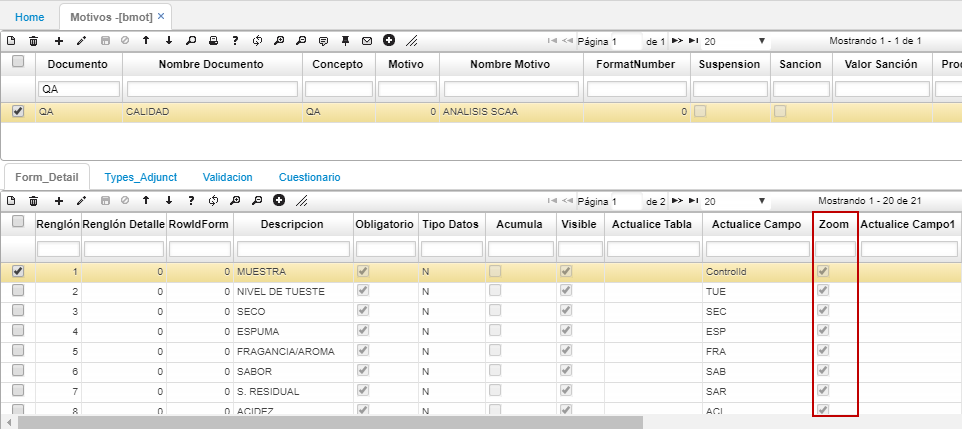 Home Motivos -[bmot] ×
Página 1 de 1 20 Mostrando 1 - 1 de 1
Documento Nombre Documento Concepto Motivo Nombre Motivo FormatNumber Suspension Sancion Valor Sanción Proc
QA
QA CALIDAD QA 0 ANALISIS SCAA 0
Form_Detail Types_Adjunct Validacion Cuestionario
Página 1 de 2 20 Mostrando 1 - 20 de 21
Renglón Renglón Detalle RowIdForm Descripcion Obligatorio Tipo Datos Acumula Visible Actualice Tabla Actualice Campo Zoom Actualice Campo1
1 0 0 MUESTRA N ControlId
2 0 0 NIVEL DE TUESTE N TUE
3 0 0 SECO N SEC
4 0 0 ESPUMA N ESP
5 0 0 FRAGANCIA/AROMA N FRA
6 0 0 SABOR N SAB
7 0 0 S. RESIDUAL N SAR
8 0 0 ACIDEZ N ACI